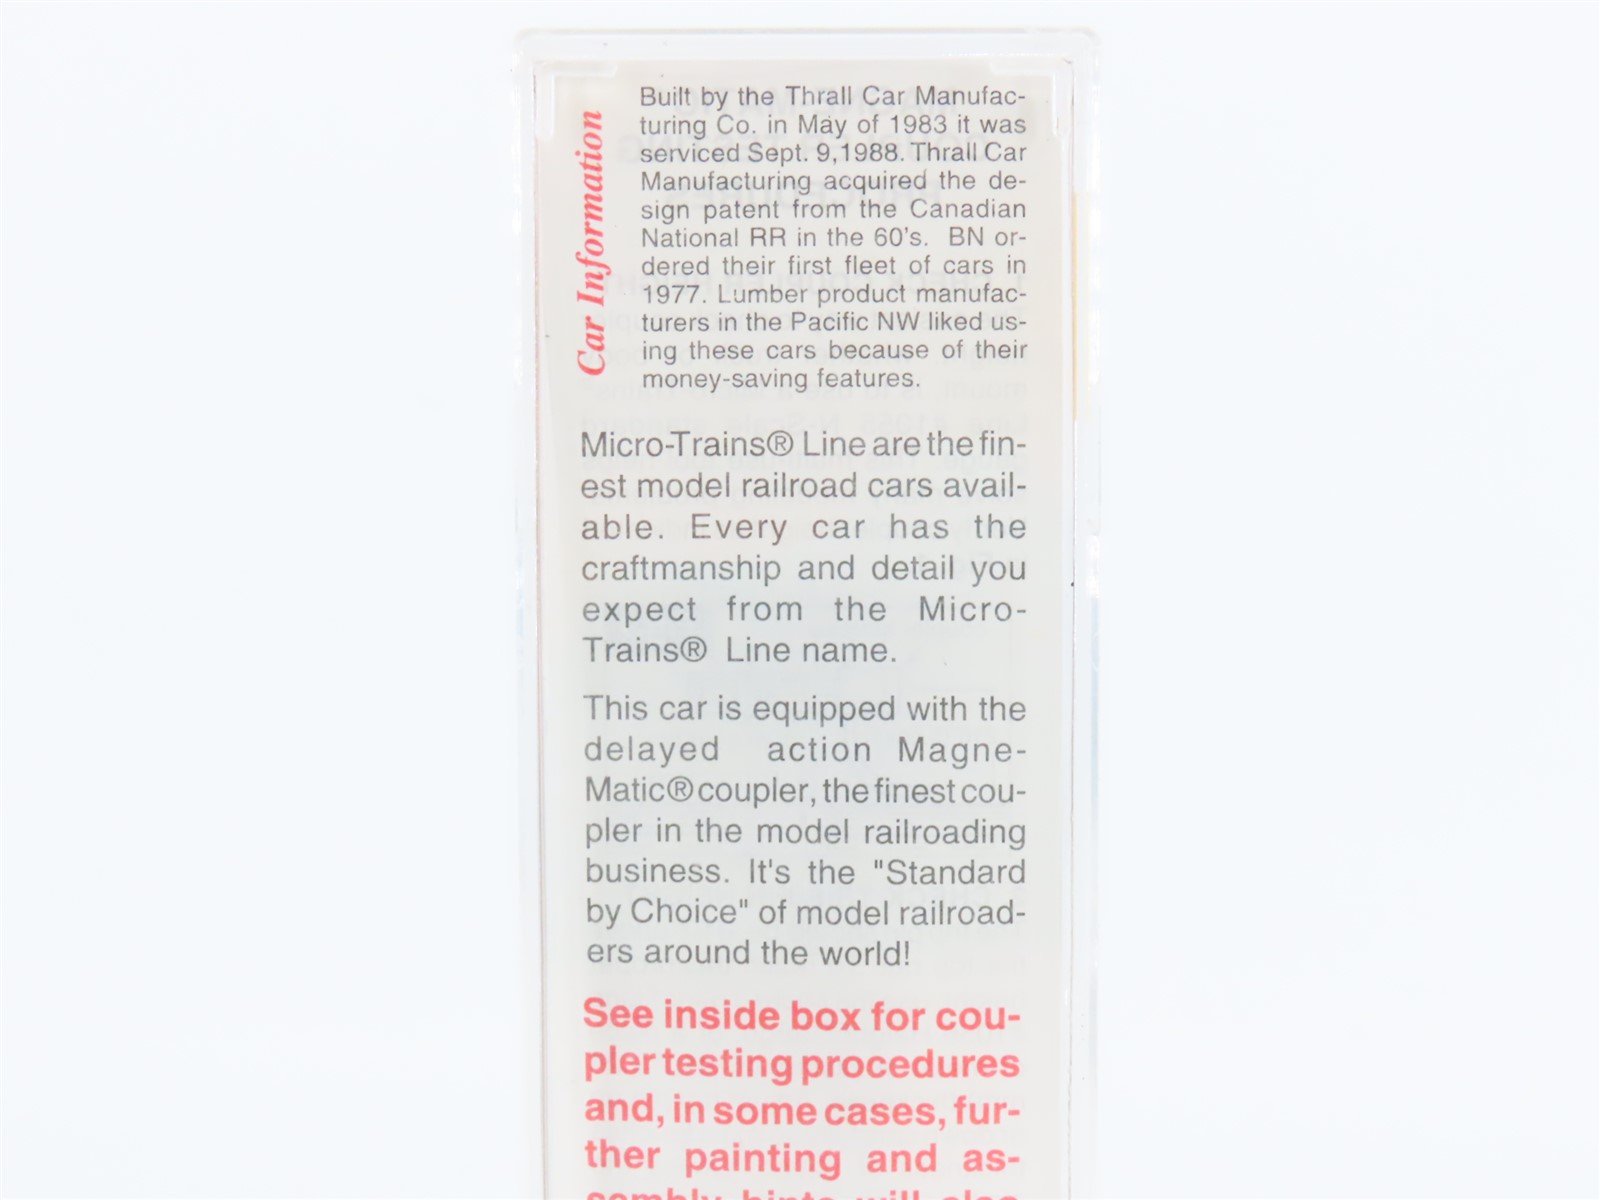 Car Information
Built by the Thrall Car Manufac-
turing Co. in May of 1983 it was
serviced Sept. 9,1988. Thrall Car
Manufacturing acquired the de-
sign patent from the Canadian
National RR in the 60's. BN or-
dered their first fleet of cars in
1977. Lumber product manufac-
turers in the Pacific NW liked us-
ing these cars because of their
money-saving features.
Micro-Trains® Line are the fin-
est model railroad cars avail-
able. Every car has the
craftmanship and detail you
expect from the Micro-
Trains® Line name.
This car is equipped with the
delayed action Magne-
Matic® coupler, the finest cou-
pler in the model railroading
business. It's the "Standard
by Choice" of model railroad-
ers around the world!
See inside box for cou-
pler testing procedures
and, in some cases, fur-
ther painting and as-
sembly hints will also